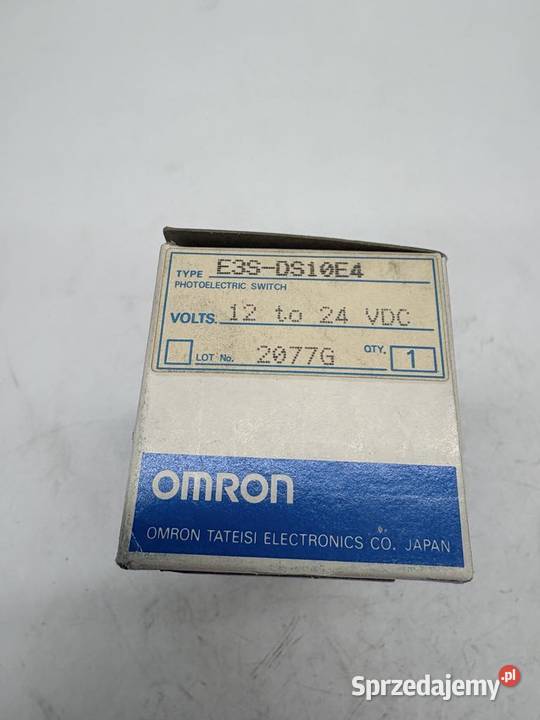 TYPE E3S-DS10E4
PHOTOELECTRIC SWITCH
VOLTS. 12 to 24 VDC
LOT No. 2077G QTY. 1
OMRON
OMRON TATEISI ELECTRONICS CO. JAPAN
Sprzedajemy.pl